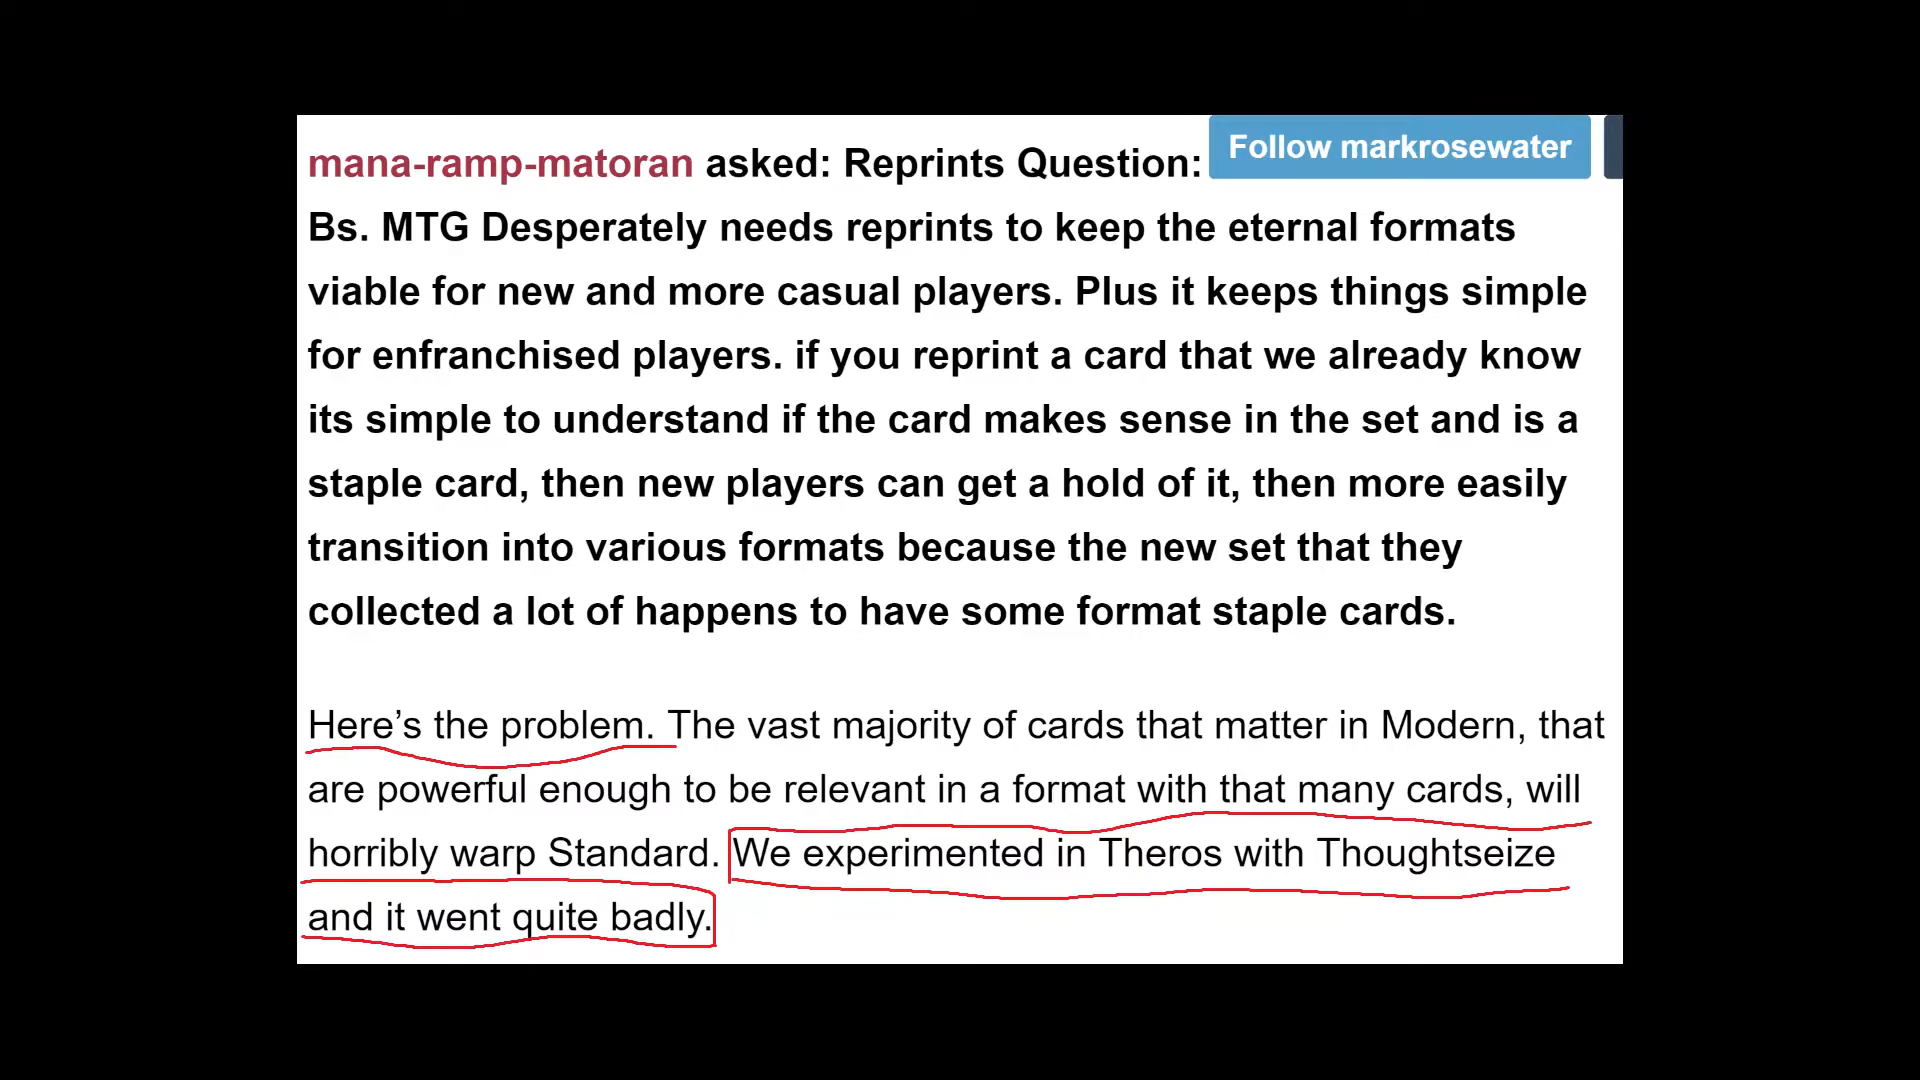 mana-ramp-matoran asked: Reprints Question: Follow markrosewater
Bs. MTG Desperately needs reprints to keep the eternal formats
viable for new and more casual players. Plus it keeps things simple
for enfranchised players. if you reprint a card that we already know
its simple to understand if the card makes sense in the set and is a
staple card, then new players can get a hold of it, then more easily
transition into various formats because the new set that they
collected a lot of happens to have some format staple cards.
Here’s the problem. The vast majority of cards that matter in Modern, that
are powerful enough to be relevant in a format with that many cards, will
horribly warp Standard. We experimented in Theros with Thoughtseize
and it went quite badly.